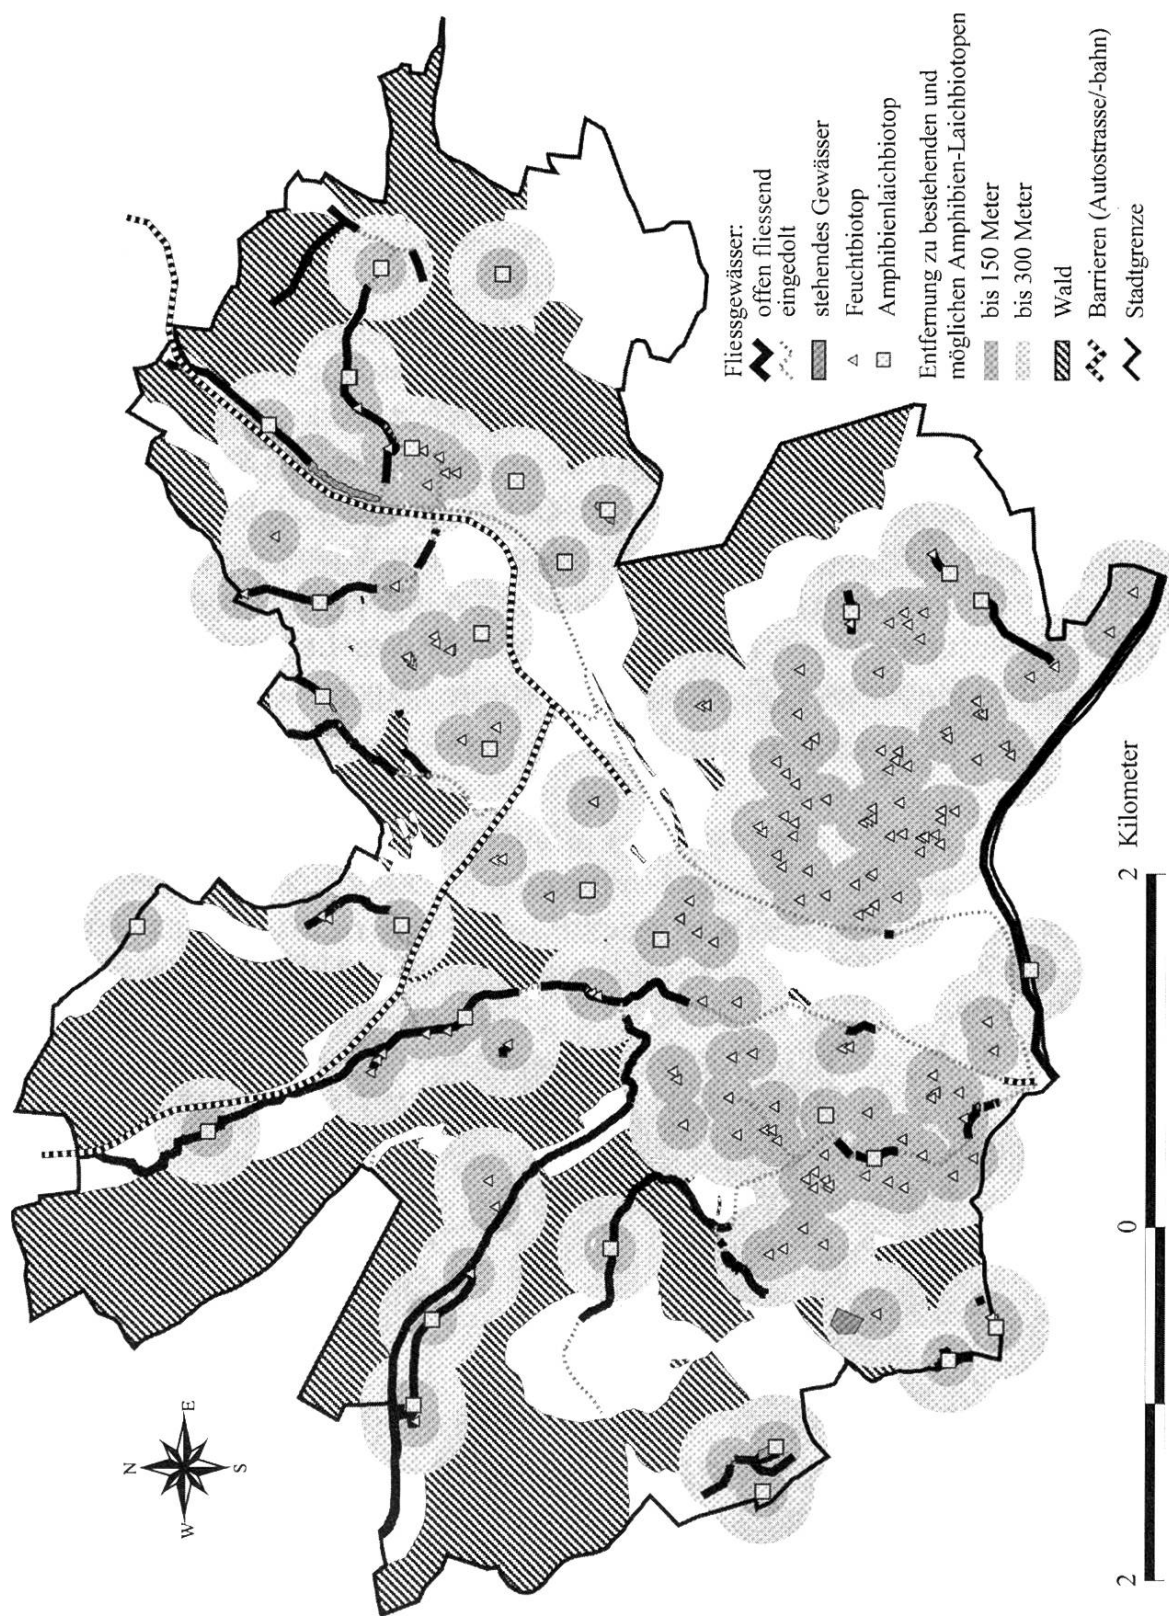 N
E
S
W
Fliessgewässer:
offen fliessend
eingedolt
stehendes Gewässer
Feuchtbiotop
Amphibienlaichbiotop
Entfernung zu bestehenden und
möglichen Amphibien-Laichbiotopen
bis 150 Meter
bis 300 Meter
Wald
Barrieren (Autostrasse/-bahn)
Stadtgrenze
2
0
2
Kilometer